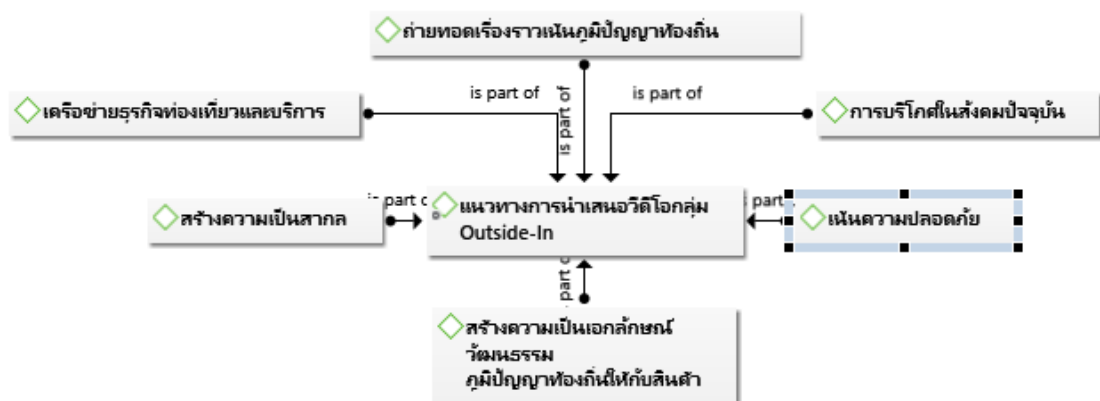 ถ่ายทอดเรื่องราวเน้นภูมิปัญญาท้องถิ่น
is part of
is part of
is part of
เครือข่ายธุรกิจท่องเที่ยวและบริการ
การบริโภคในสังคมปัจจุบัน
is part o
สร้างความเป็นสากล
แนวทางการนำเสนอวิดีโอกลุ่ม
Outside-In
part
เน้นความปลอดภัย
part o
สร้างความเป็นเอกลักษณ์
วัฒนธรรม
ภูมิปัญญาท้องถิ่นให้กับสินค้า